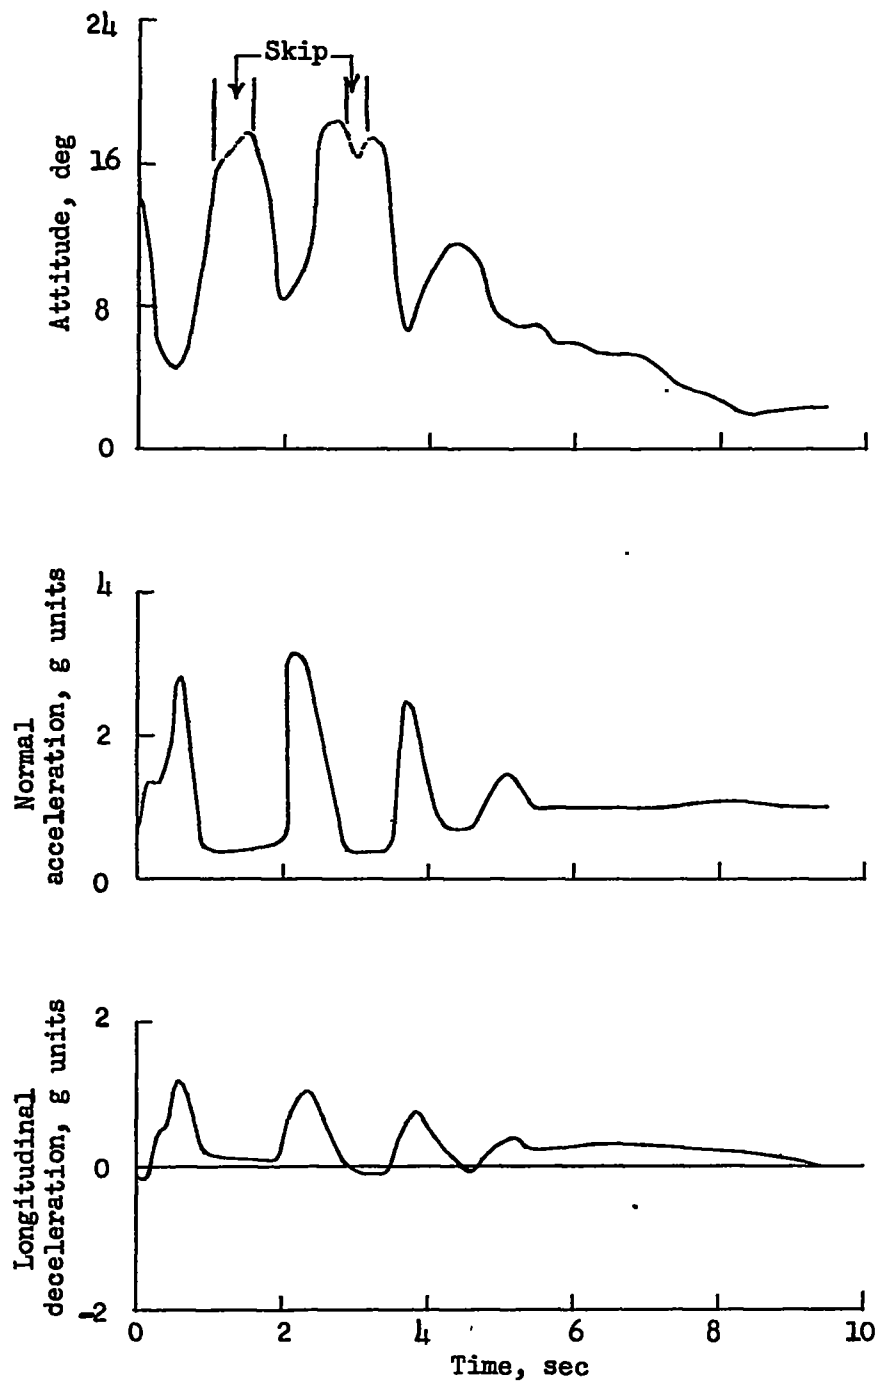 24
Skip
16
Attitude, deg
8
0
4
Normal
acceleration, g units
2
0
2
Longitudinal
deceleration, g units
0
-2
0 2 4 6 8 10
Time, sec